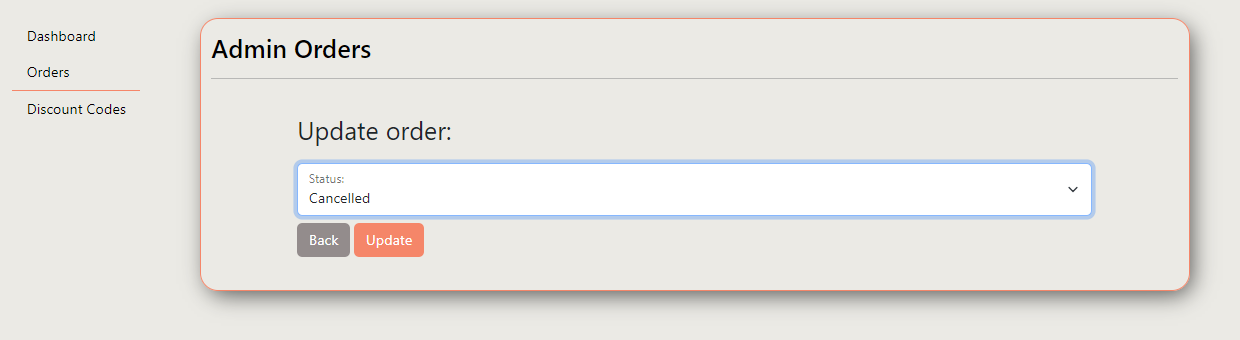 Dashboard
Orders
Discount Codes
Admin Orders
Update order:
Status:
Cancelled
Back Update